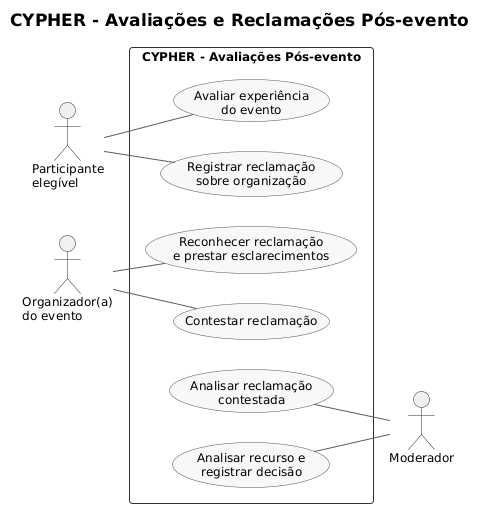 CYPHER - Avaliações e Reclamações Pós-evento
CYPHER - Avaliações Pós-evento
Avaliar experiência
do evento
Participante
elegível
Registrar reclamação
sobre organização
Reconhecer reclamação
e prestar esclarecimentos
Organizador(a)
do evento
Contestar reclamação
Analisar reclamação
contestada
Moderador
Analisar recurso e
registrar decisão